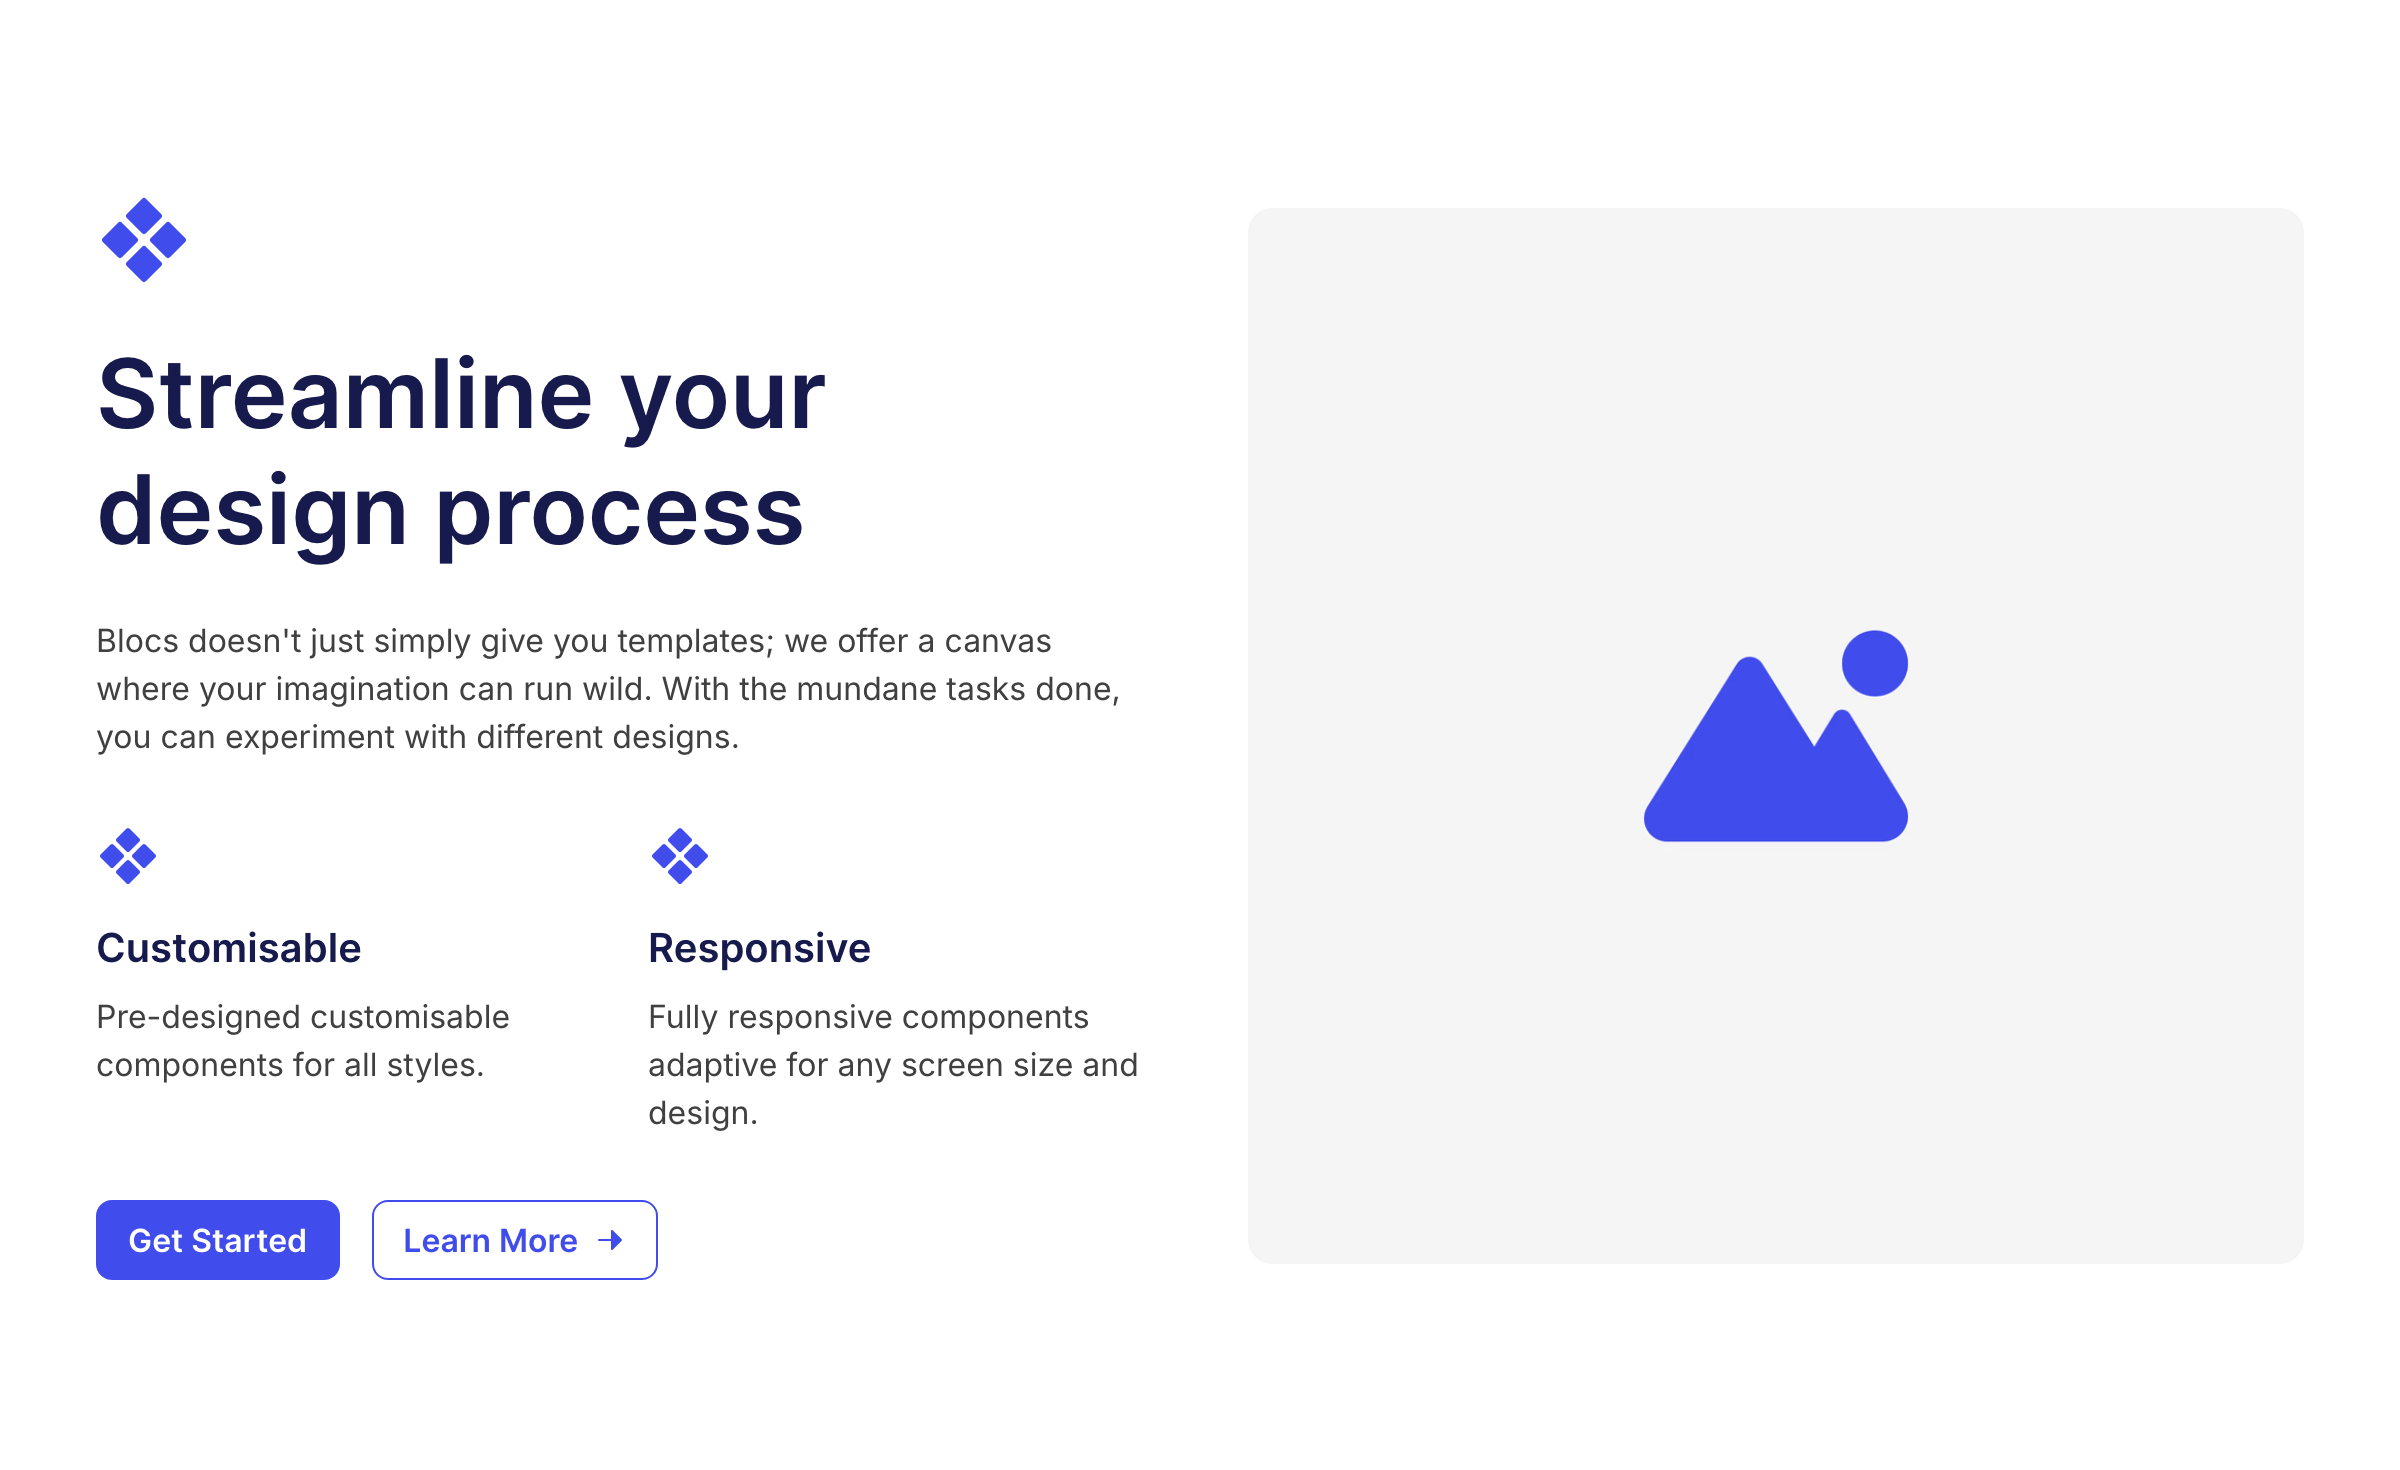 Streamline your
design process
Blocs doesn't just simply give you templates; we offer a canvas
where your imagination can run wild. With the mundane tasks done,
you can experiment with different designs.
Customisable
Pre-designed customisable
components for all styles.
Responsive
Fully responsive components
adaptive for any screen size and
design.
Get Started
Learn More